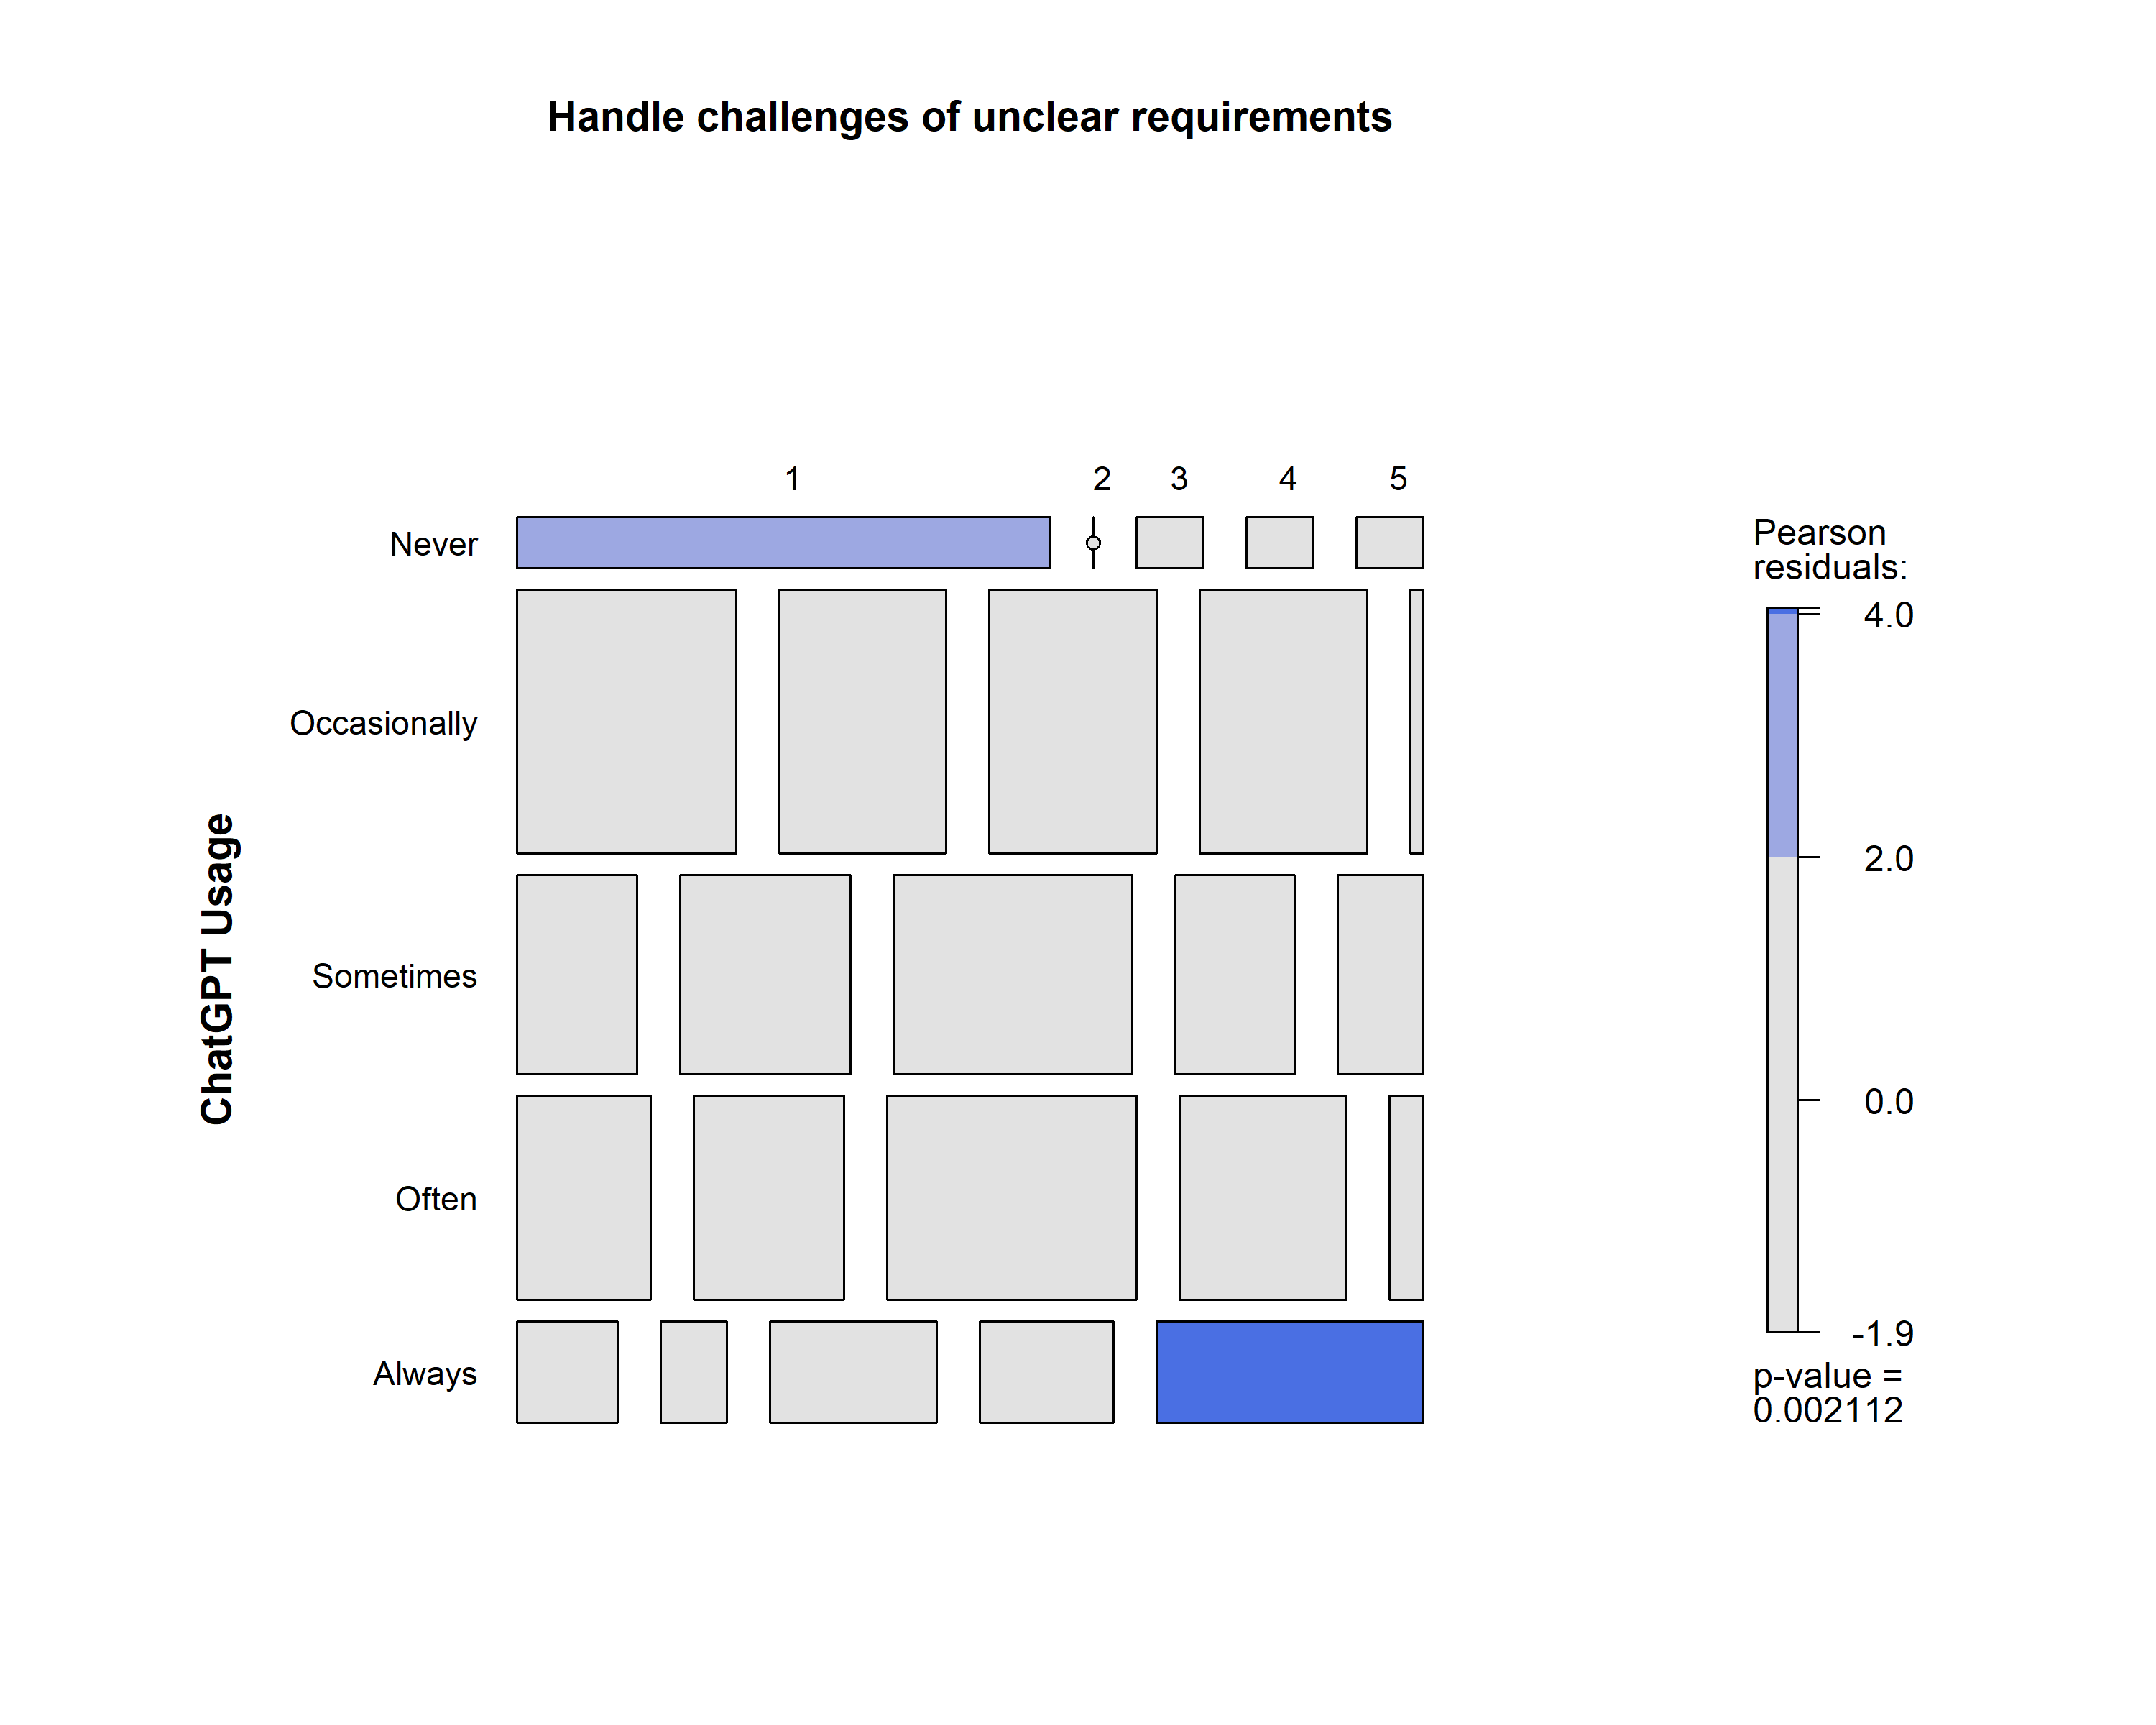 Handle challenges of unclear requirements
1 2 3 4 5
Never
Occasionally
Sometimes
Often
Always
ChatGPT Usage
Pearson
residuals:
4.0
2.0
0.0
-1.9
p-value =
0.002112